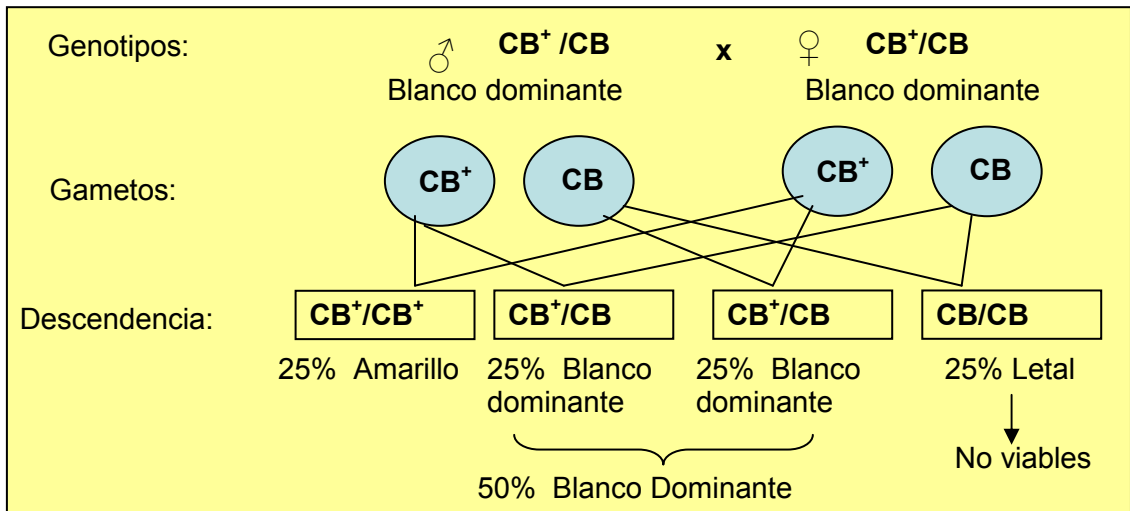 Genotipos: ♂ CB⁺ /CB x ♀ CB⁺/CB
Blanco dominante Blanco dominante
Gametos: CB⁺ CB CB⁺ CB
Descendencia: CB⁺/CB⁺ CB⁺/CB CB⁺/CB CB/CB
25% Amarillo 25% Blanco 25% Blanco 25% Letal
dominante dominante
No viables
50% Blanco Dominante